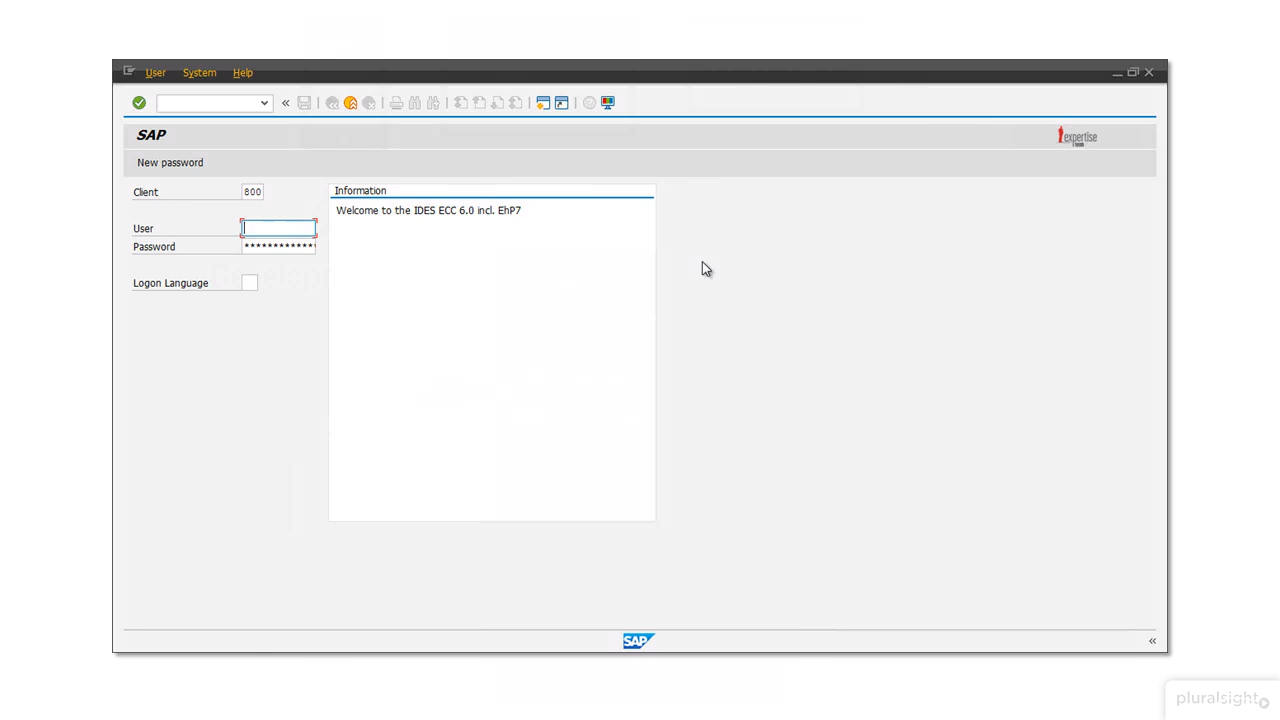 User System Help
SAP
expertise
New password
Client 800
Information
Welcome to the IDES ECC 6.0 incl. EhP7
User
Password *************
Logon Language
SAP
pluralsight